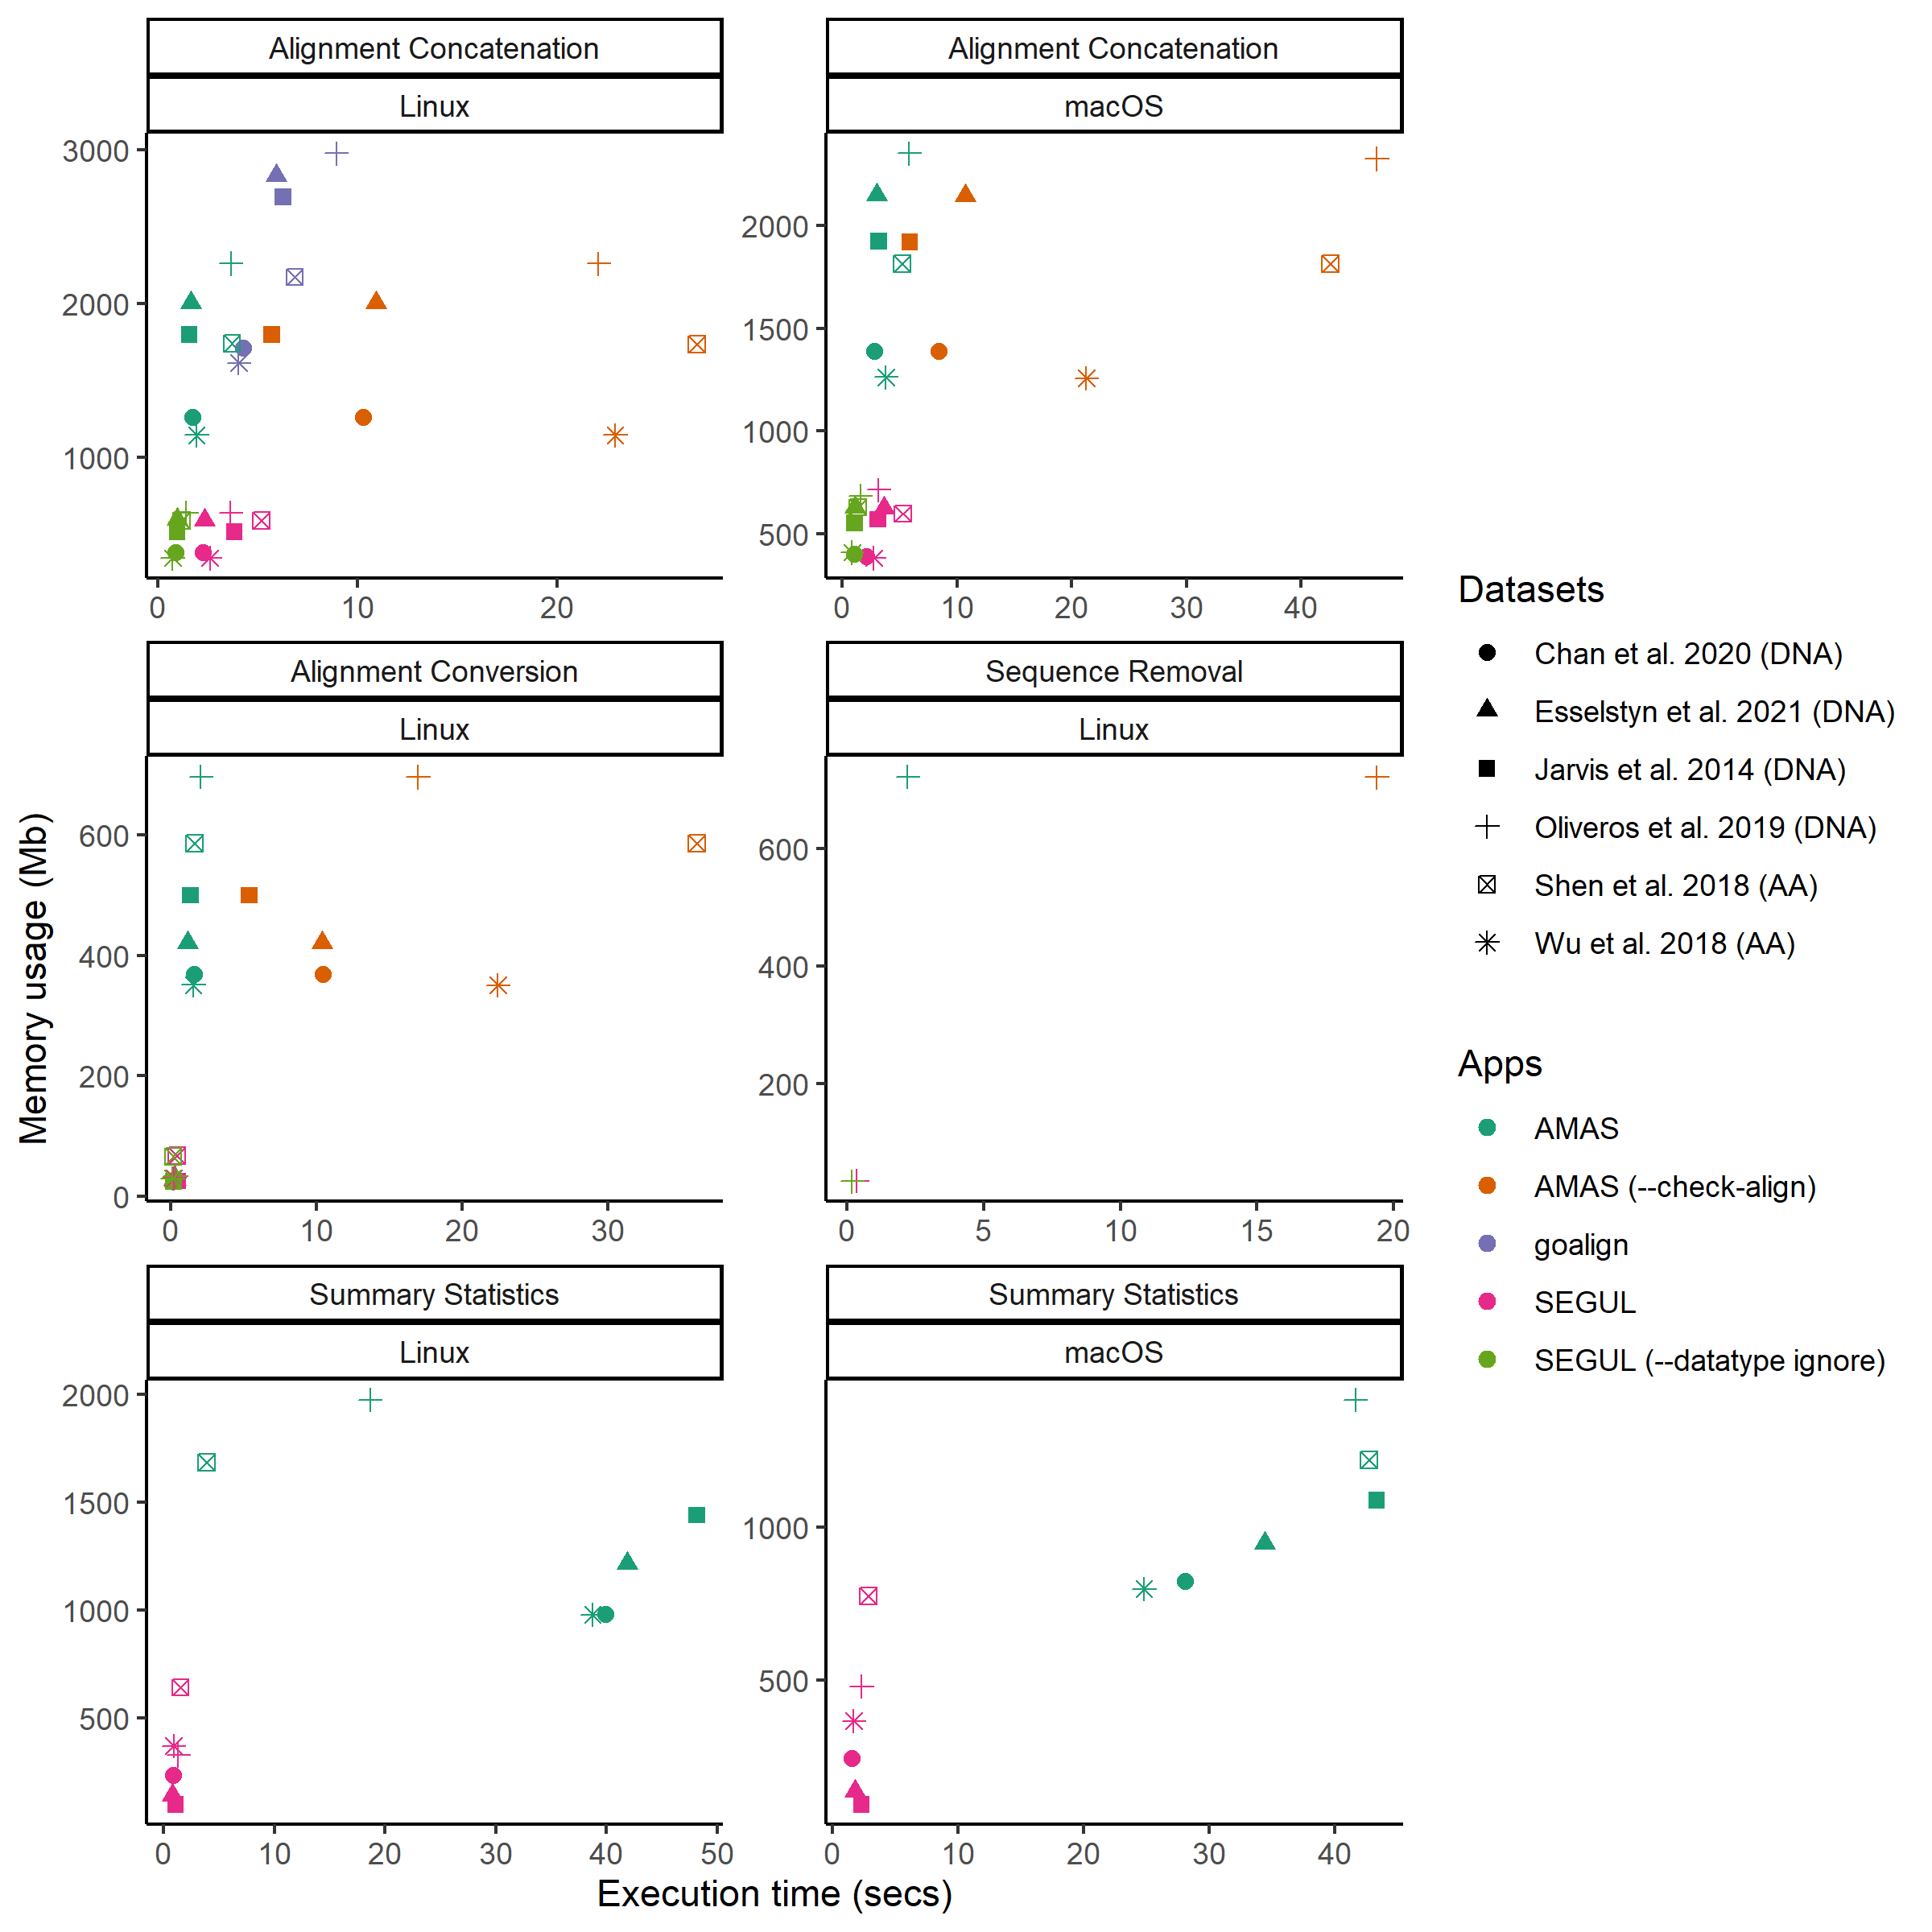 Alignment Concatenation
Linux
3000
2000
1000
0
10
20
Alignment Concatenation
macOS
2000
1500
1000
500
0
10
20
30
40
Alignment Conversion
Linux
600
400
200
0
0
10
20
30
Sequence Removal
Linux
600
400
200
0
5
10
15
20
Summary Statistics
Linux
2000
1500
1000
500
0
10
20
30
40
50
Summary Statistics
macOS
1000
500
0
10
20
30
40
Memory usage (Mb)
Execution time (secs)
Datasets
Chan et al. 2020 (DNA)
Esselstyn et al. 2021 (DNA)
Jarvis et al. 2014 (DNA)
Oliveros et al. 2019 (DNA)
Shen et al. 2018 (AA)
Wu et al. 2018 (AA)
Apps
AMAS
AMAS (--check-align)
goalign
SEGUL
SEGUL (--datatype ignore)